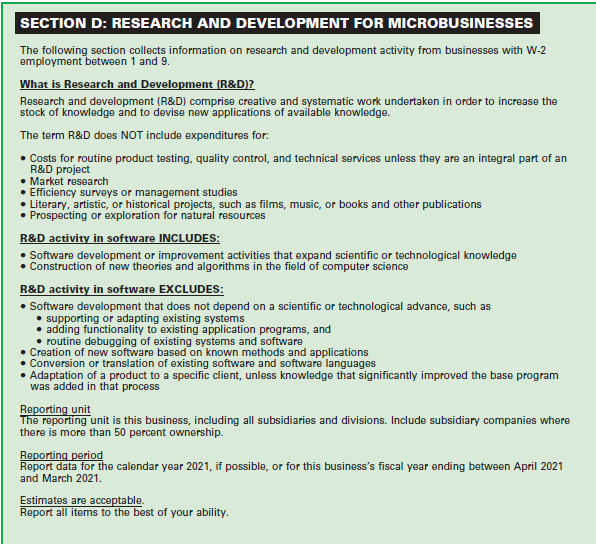 SECTION D: RESEARCH AND DEVELOPMENT FOR MICROBUSINESSES
The following section collects information on research and development activity from businesses with W-2
employment between 1 and 9.
What is Research and Development (R&D)?
Research and development (R&D) comprise creative and systematic work undertaken in order to increase the
stock of knowledge and to devise new applications of available knowledge.
The term R&D does NOT include expenditures for:
• Costs for routine product testing, quality control, and technical services unless they are an integral part of an
R&D project
• Market research
• Efficiency surveys or management studies
• Literary, artistic, or historical projects, such as films, music, or books and other publications
• Prospecting or exploration for natural resources
R&D activity in software INCLUDES:
• Software development or improvement activities that expand scientific or technological knowledge
• Construction of new theories and algorithms in the field of computer science
R&D activity in software EXCLUDES:
• Software development that does not depend on a scientific or technological advance, such as
• supporting or adapting existing systems
• adding functionality to existing application programs, and
• routine debugging of existing systems and software
• Creation of new software based on known methods and applications
• Conversion or translation of existing software and software languages
• Adaptation of a product to a specific client, unless knowledge that significantly improved the base program
was added in that process
Reporting unit
The reporting unit is this business, including all subsidiaries and divisions. Include subsidiary companies where
there is more than 50 percent ownership.
Reporting period
Report data for the calendar year 2021, if possible, or for this business's fiscal year ending between April 2021
and March 2021.
Estimates are acceptable.
Report all items to the best of your ability.